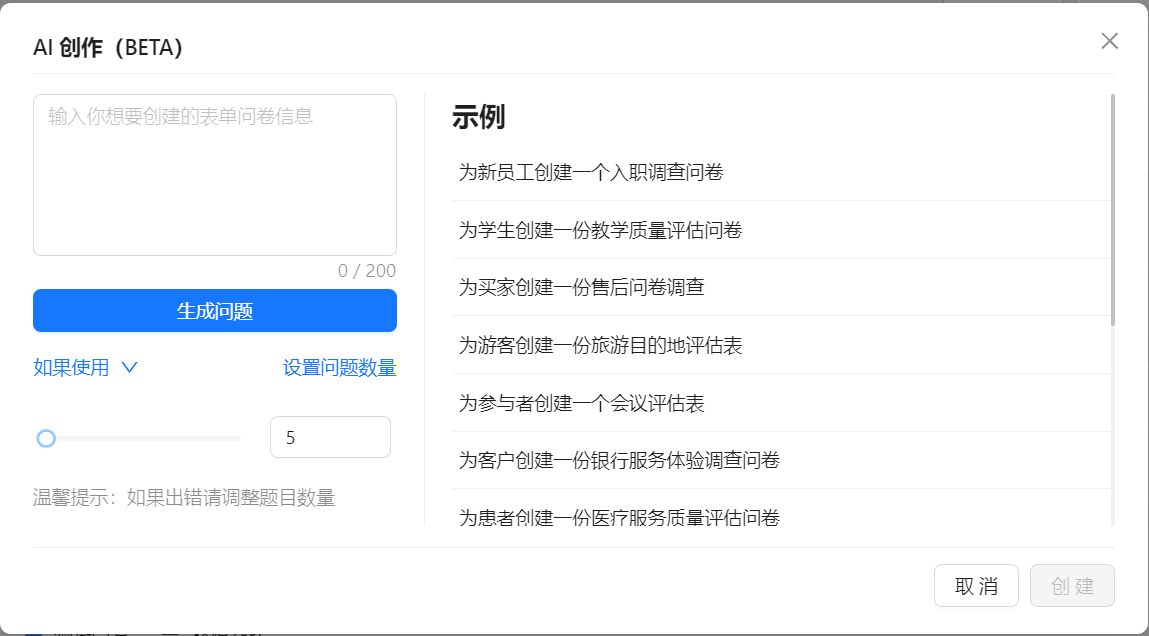 AI 创作（BETA）
输入你想要创建的表单问卷信息
0 / 200
生成问题
如果使用
设置问题数量
5
温馨提示：如果出错请调整题目数量
示例
为新员工创建一个入职调查问卷
为学生创建一份教学质量评估问卷
为买家创建一份售后问卷调查
为游客创建一份旅游目的地评估表
为参与者创建一个会议评估表
为客户创建一份银行服务体验调查问卷
为患者创建一份医疗服务质量评估问卷
取 消
创 建